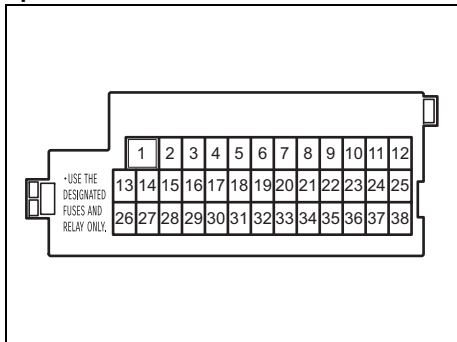 1 2 3 4 5 6 7 8 9 10 11 12
•USE THE
DESIGNATED
FUSES AND
RELAY ONLY.
13 14 15 16 17 18 19 20 21 22 23 24 25
26 27 28 29 30 31 32 33 34 35 36 37 38